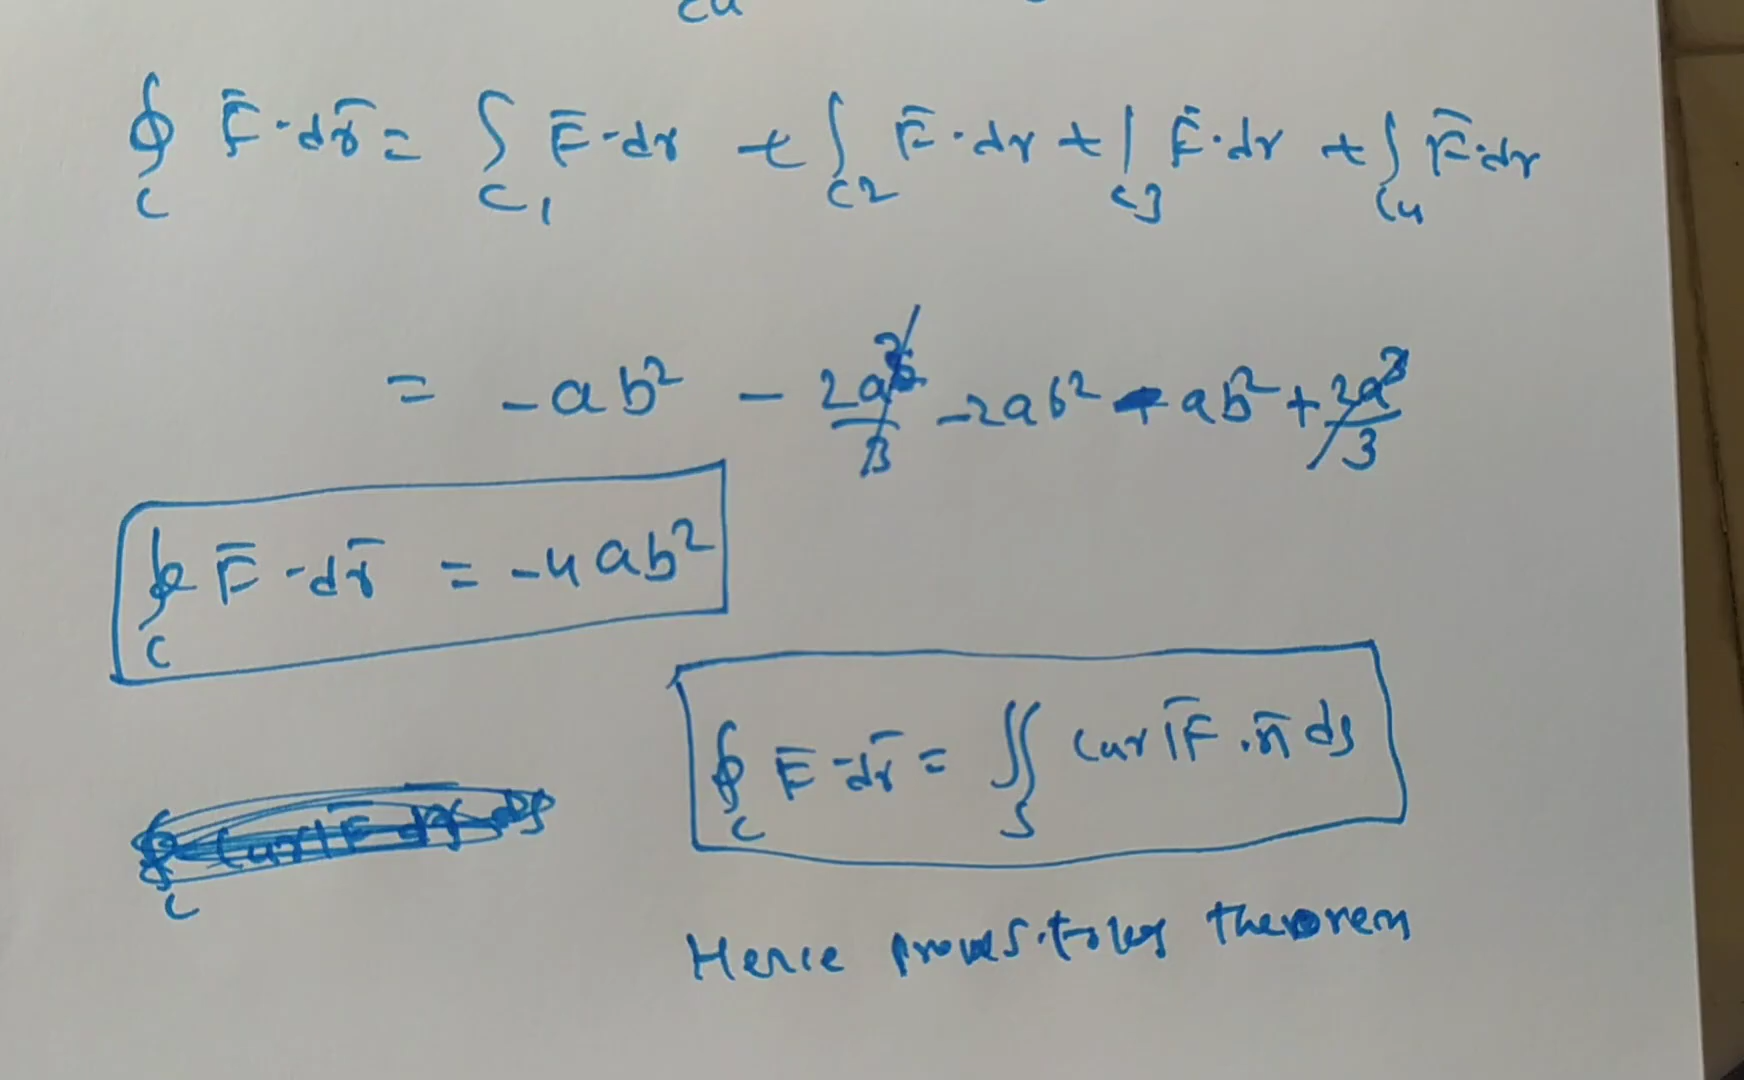 c4
∮_C F̄·dr̄ = ∫_{C1} F̄·dr + ∫_{C2} F̄·dr + ∫_{C3} F̄·dr + ∫_{C4} F̄·dr
= -ab² - 2a³/3 - 2ab² - ab² + 2a³/3
∮_C F̄·dr̄ = -4ab²
∮_C F̄·dr̄ = ∬_S curl F̄·n̄ ds
Hence proves stokes theorem